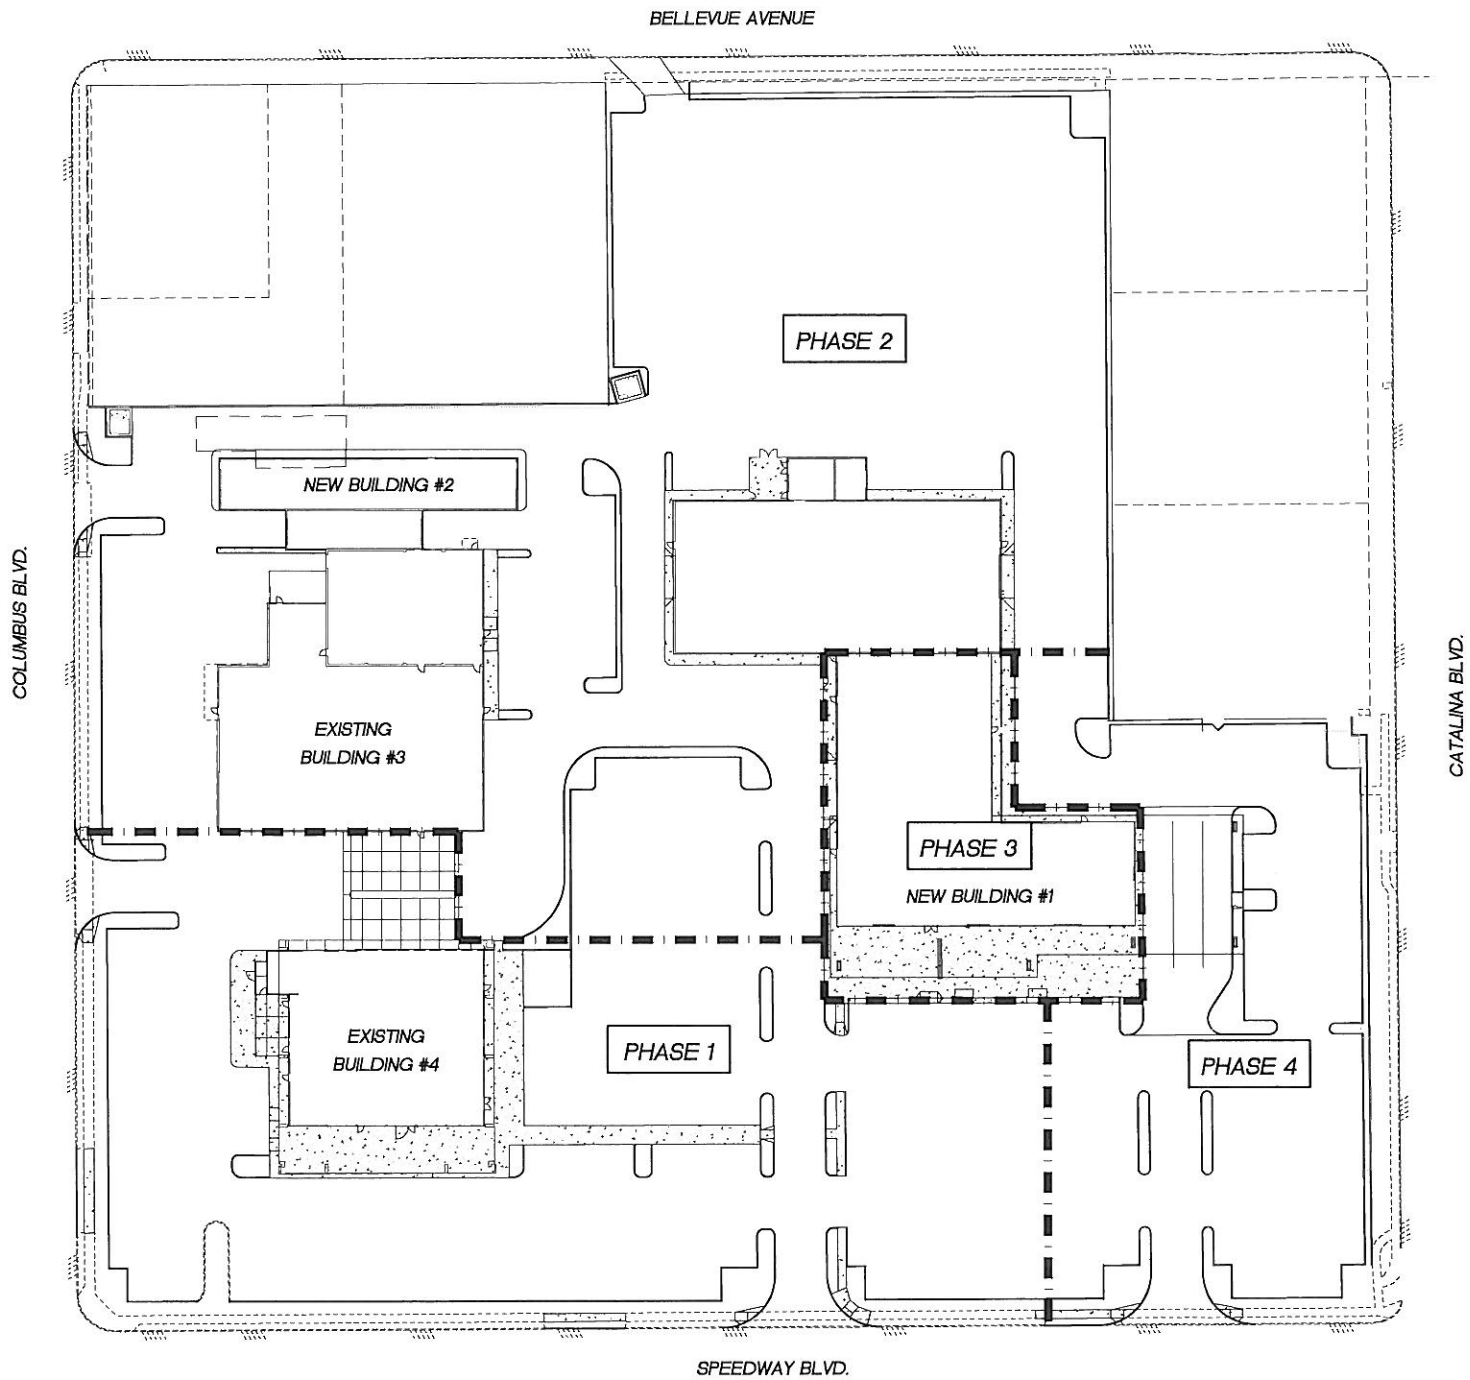 BELLEVUE AVENUE
PHASE 2
NEW BUILDING #2
COLUMBUS BLVD.
EXISTING
BUILDING #3
CATALINA BLVD.
PHASE 3
NEW BUILDING #1
EXISTING
BUILDING #4
PHASE 1
PHASE 4
SPEEDWAY BLVD.